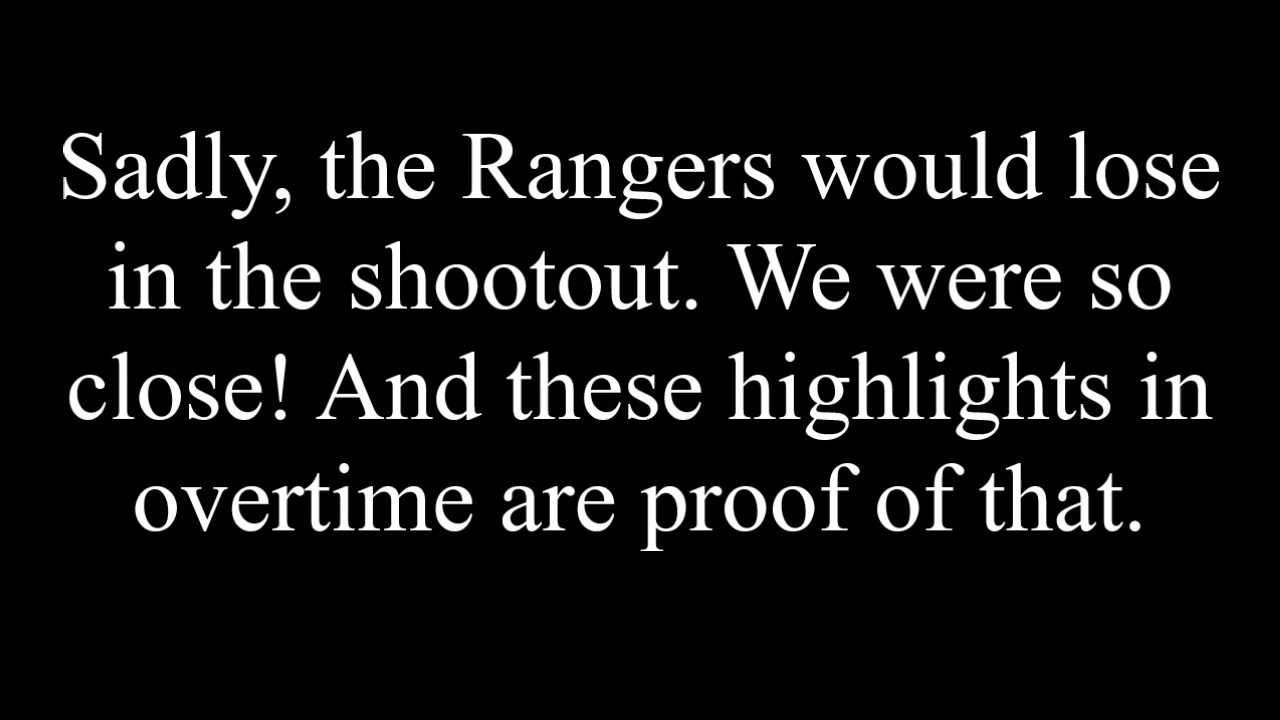 Sadly, the Rangers would lose
in the shootout. We were so
close! And these highlights in
overtime are proof of that.